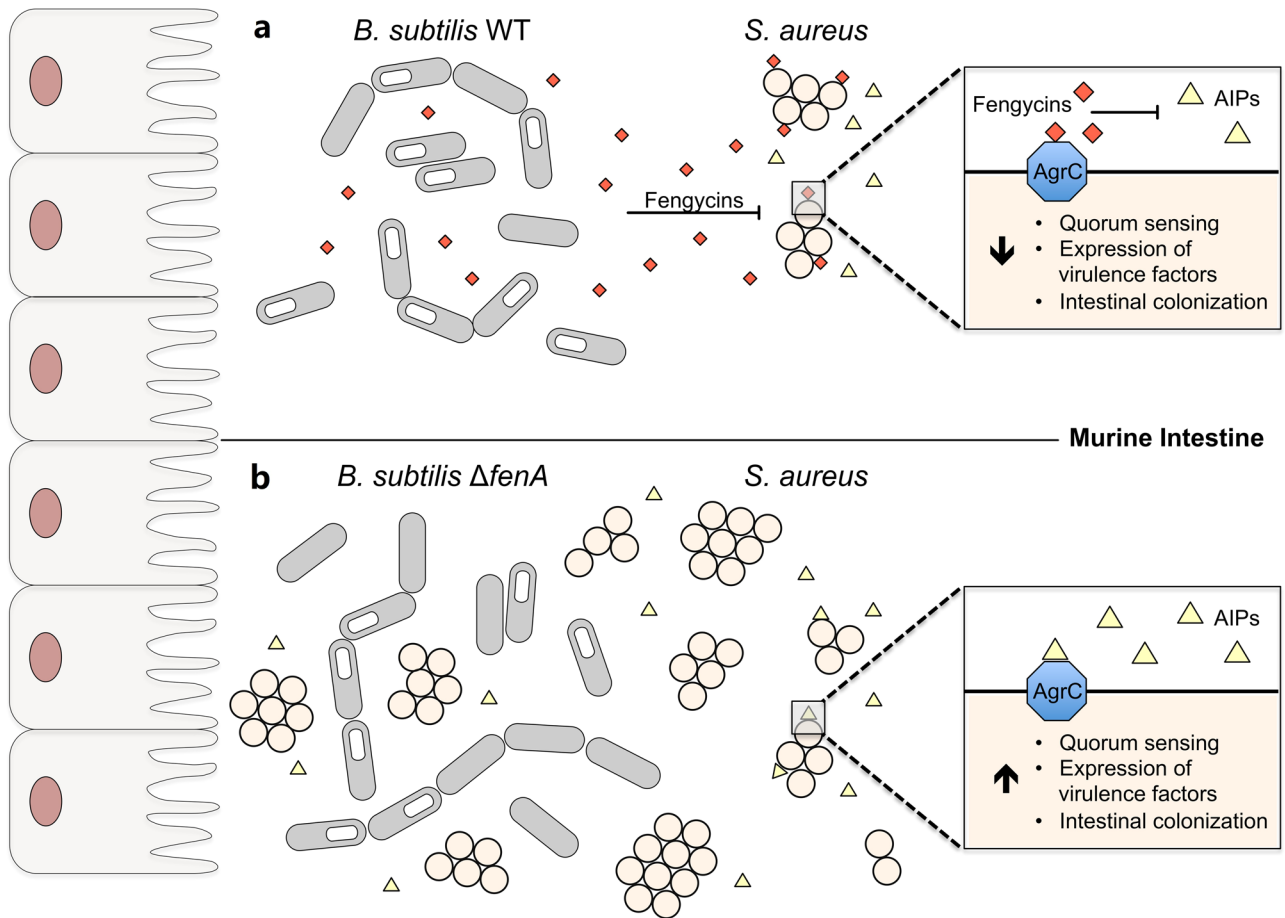 a
B. subtilis WT
S. aureus
Fengycins
Fengycins
AIPs
AgrC
• Quorum sensing
• Expression of
virulence factors
• Intestinal colonization
Murine Intestine
b
B. subtilis ΔfenA
S. aureus
AIPs
AgrC
• Quorum sensing
• Expression of
virulence factors
• Intestinal colonization